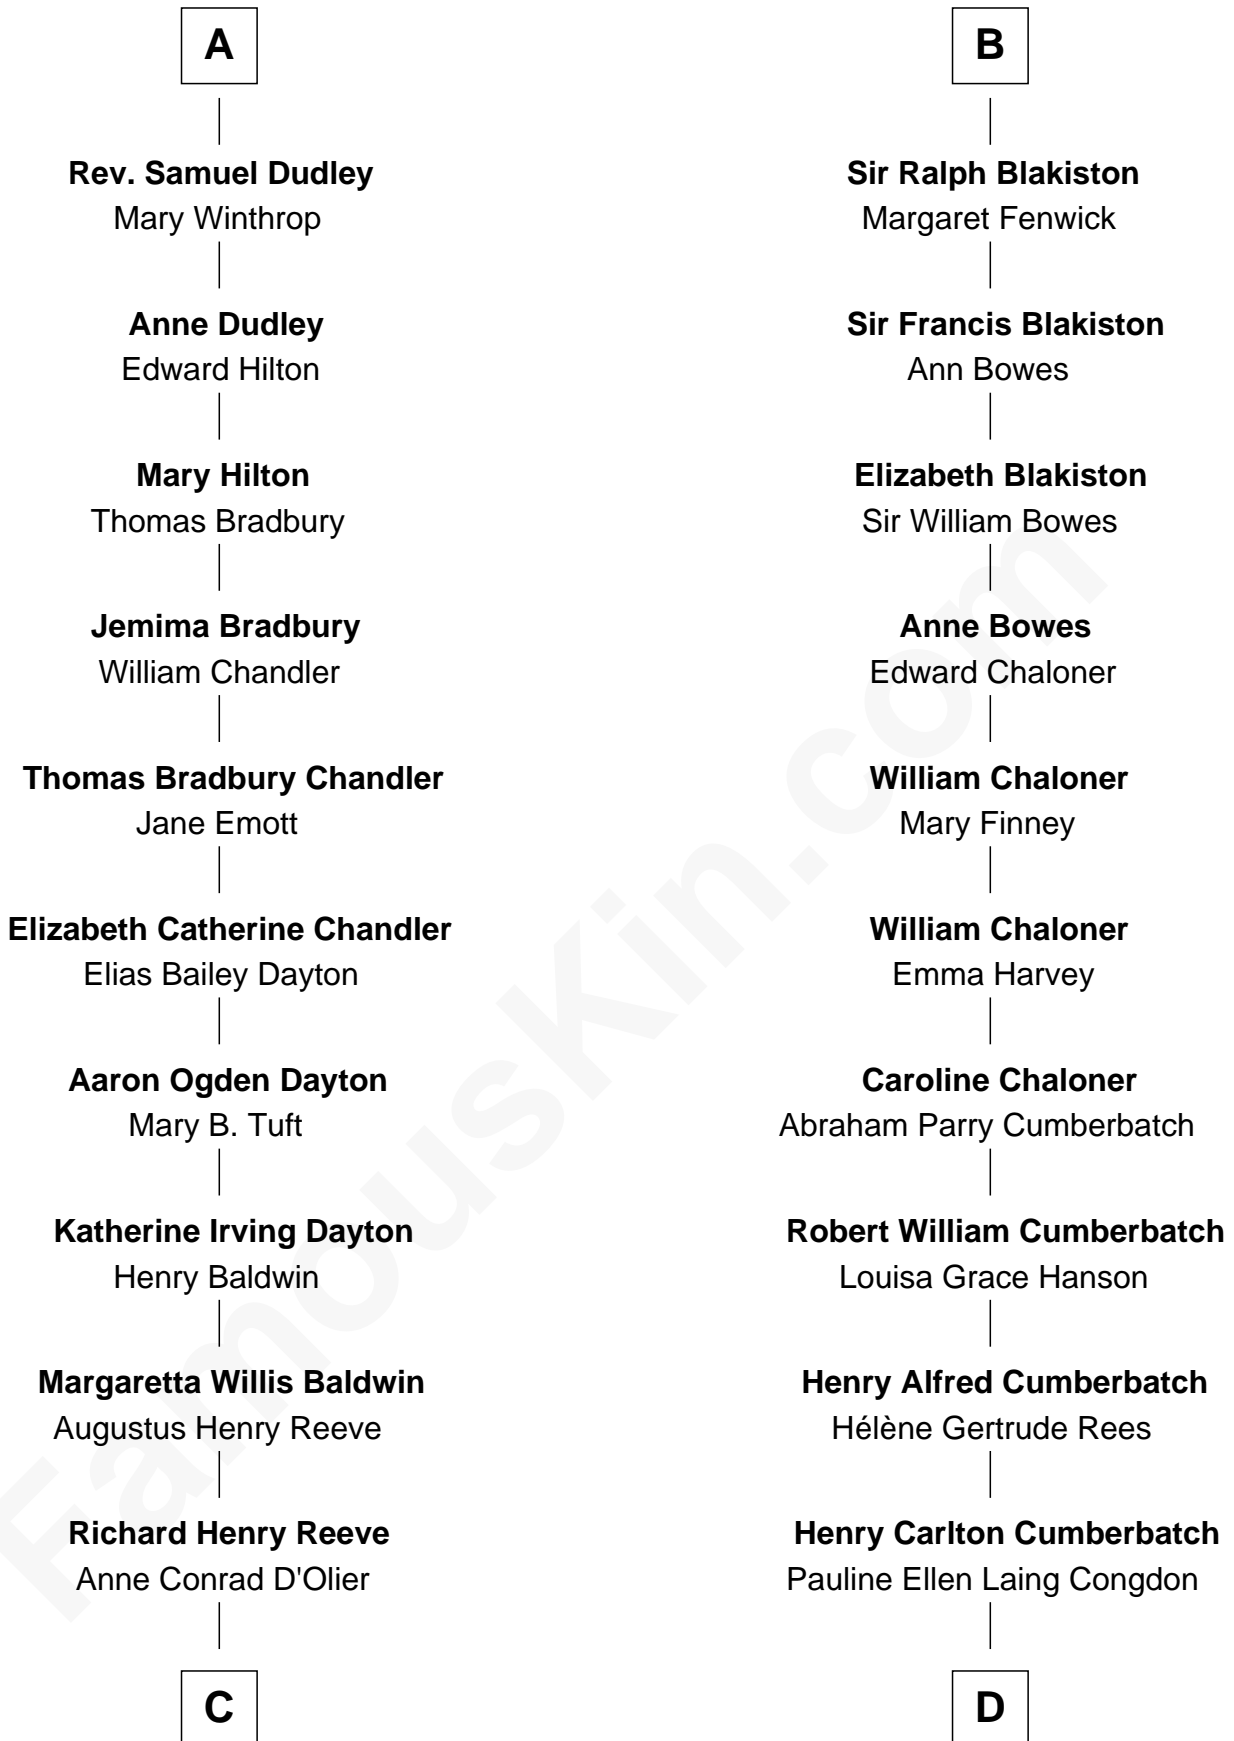 A
Rev. Samuel Dudley
Mary Winthrop
Anne Dudley
Edward Hilton
Mary Hilton
Thomas Bradbury
Jemima Bradbury
William Chandler
Thomas Bradbury Chandler
Jane Emott
Elizabeth Catherine Chandler
Elias Bailey Dayton
Aaron Ogden Dayton
Mary B. Tuft
Katherine Irving Dayton
Henry Baldwin
Margaretta Willis Baldwin
Augustus Henry Reeve
Richard Henry Reeve
Anne Conrad D'Olier
C
B
Sir Ralph Blakiston
Margaret Fenwick
Sir Francis Blakiston
Ann Bowes
Elizabeth Blakiston
Sir William Bowes
Anne Bowes
Edward Chaloner
William Chaloner
Mary Finney
William Chaloner
Emma Harvey
Caroline Chaloner
Abraham Parry Cumberbatch
Robert William Cumberbatch
Louisa Grace Hanson
Henry Alfred Cumberbatch
Hélène Gertrude Rees
Henry Carlton Cumberbatch
Pauline Ellen Laing Congdon
D
FamousKin.com